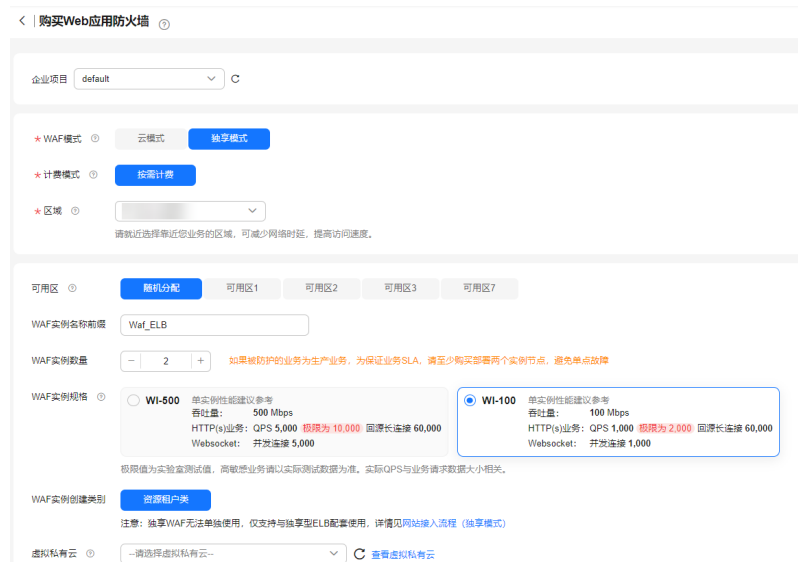 购买Web应用防火墙
企业项目 default
* WAF模式 云模式 独享模式
* 计费模式 按需计费
* 区域
请就近选择靠近您业务的区域，可减少网络时延，提高访问速度。
可用区 随机分配 可用区1 可用区2 可用区3 可用区7
WAF实例名称前缀 Waf_ELB
WAF实例数量 − 2 + 如果被防护的业务为生产业务，为保证业务SLA，请至少购买部署两个实例节点，避免单点故障
WAF实例规格 WI-500 单实例性能建议参考 WI-100 单实例性能建议参考
吞吐量： 500 Mbps 吞吐量： 100 Mbps
HTTP(s)业务： QPS 5,000 极限为 10,000 回源长连接 60,000 HTTP(s)业务： QPS 1,000 极限为 2,000 回源长连接 60,000
Websocket： 并发连接 5,000 Websocket： 并发连接 1,000
极限值为实验室测试值，高敏感业务请以实际测试数据为准。实际QPS与业务请求数据大小相关。
WAF实例创建类别 资源租户类
注意：独享WAF无法单独使用，仅支持与独享型ELB配套使用，详情见网站接入流程（独享模式）
虚拟私有云 --请选择虚拟私有云-- 查看虚拟私有云